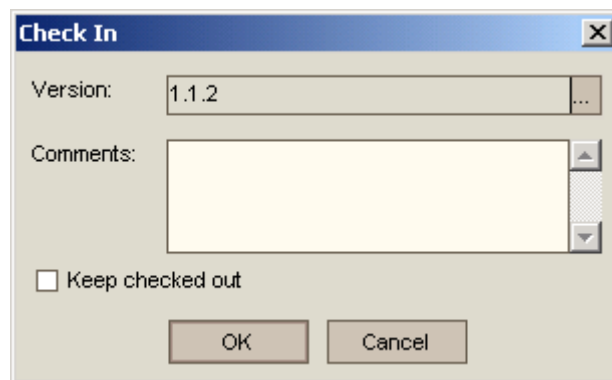 Check In
Version: 1.1.2 ...
Comments:
Keep checked out
OK Cancel